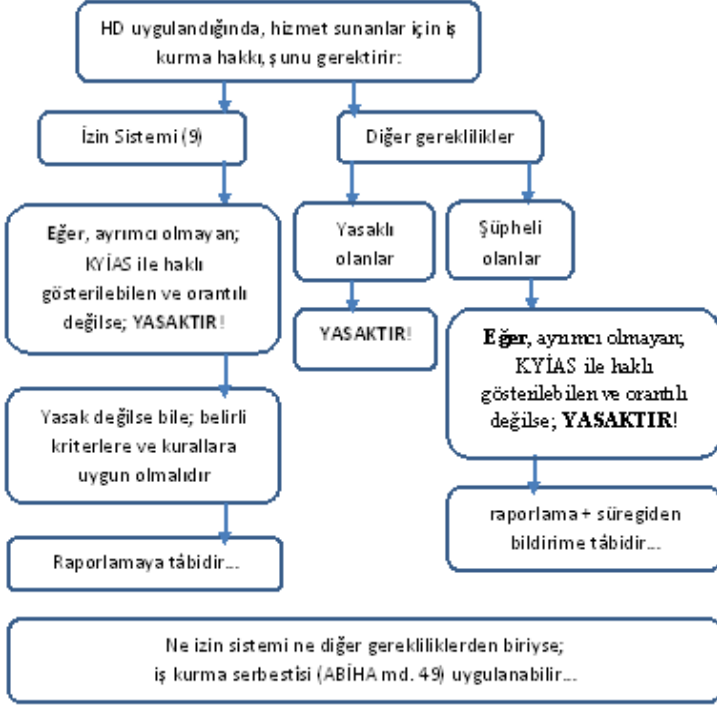 HD uygulandığında, hizmet sunanlar için iş
kurma hakkı, şunu gerektirir:
İzin Sistemi (9)
Diğer gereklilikler
Eğer, ayrımcı olmayan;
KYİAS ile haklı
gösterilebilen ve orantılı
değilse; YASAKTIR!
Yasaklı
olanlar
Şüpheli
olanlar
YASAKTIR!
Eğer, ayrımcı olmayan;
KYİAS ile haklı
gösterilebilen ve orantılı
değilse; YASAKTIR!
Yasak değilse bile; belirli
kriterlere ve kurallara
uygun olmalıdır
raporlama + süregiden
bildirime tâbidir...
Raporlamaya tâbidir...
Ne izin sistemi ne diğer gerekliliklerden biriyse;
iş kurma serbestisi (ABİHA md. 49) uygulanabilir...